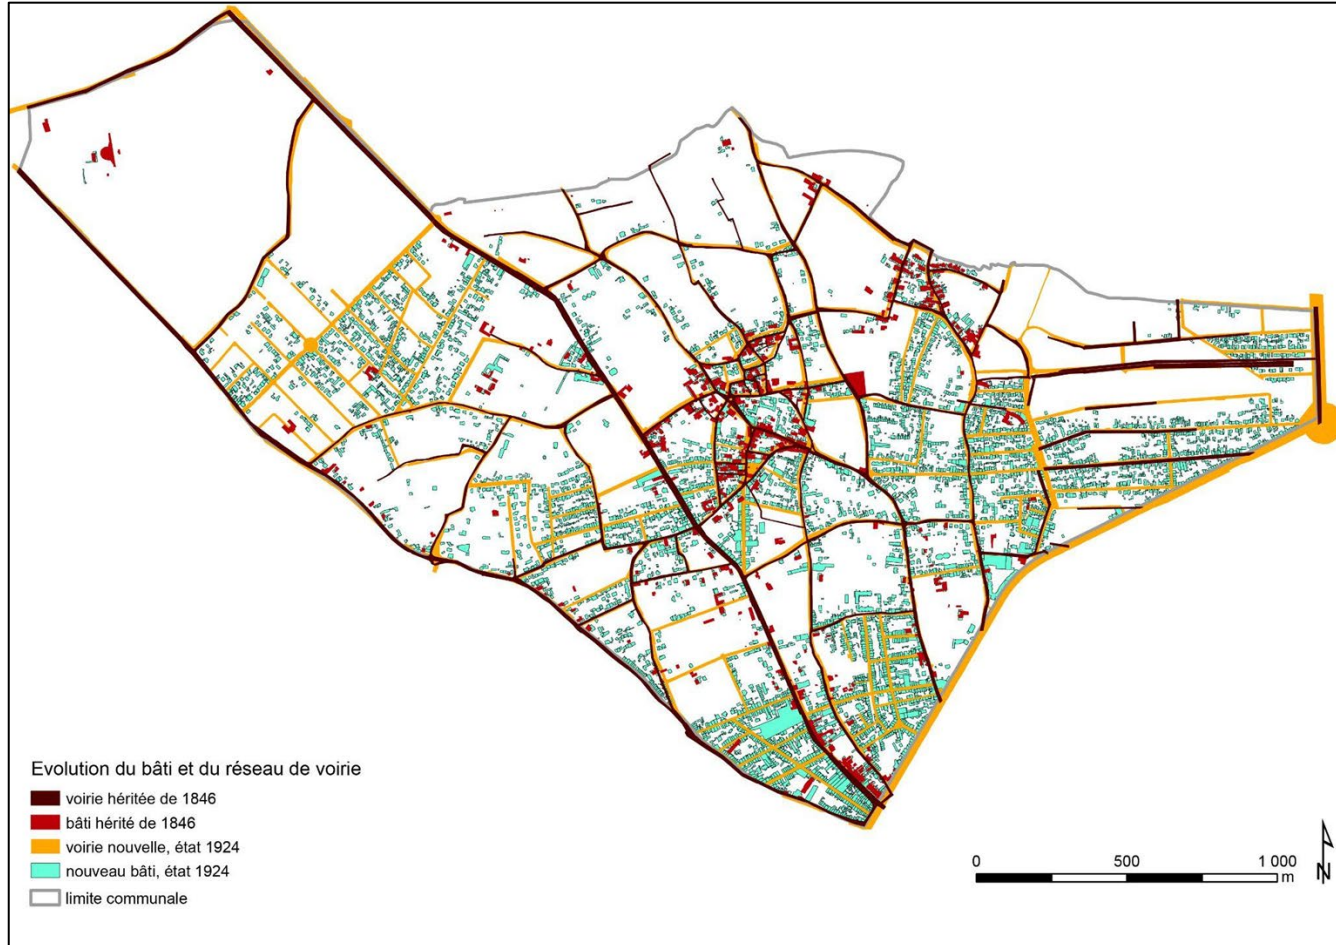 Evolution du bâti et du réseau de voirie
voirie héritée de 1846
bâti hérité de 1846
voirie nouvelle, état 1924
nouveau bâti, état 1924
limite communale
0 500 1 000
m
N